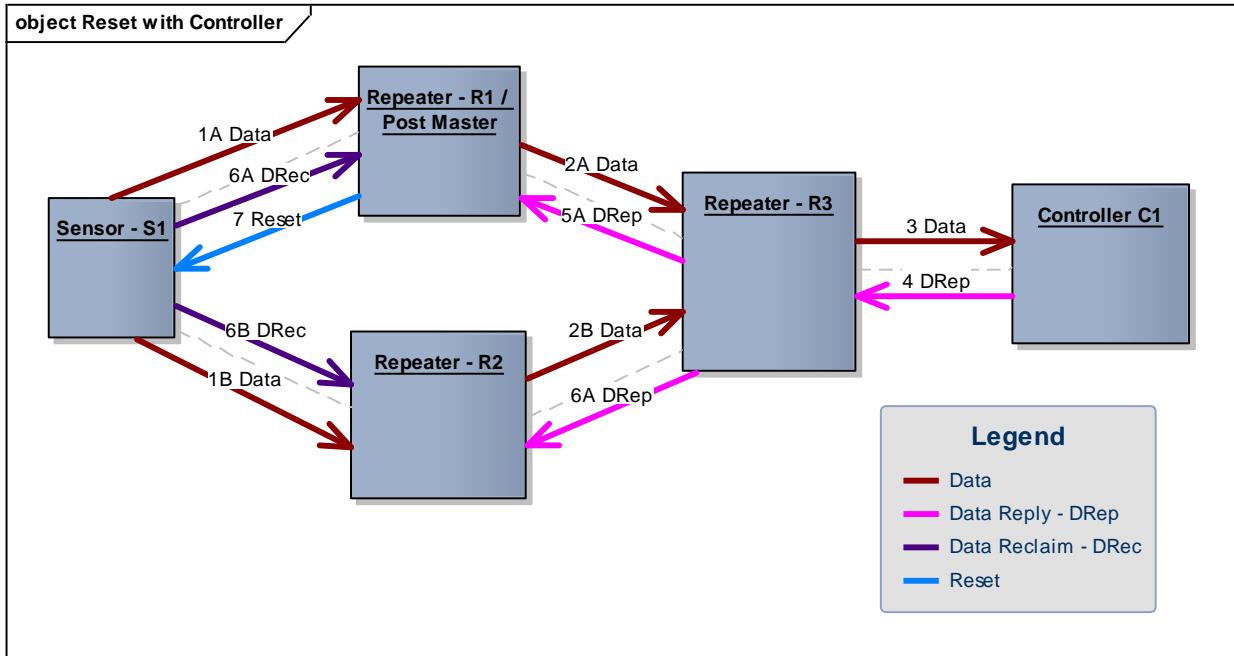 object Reset with Controller
Repeater - R1 /
Post Master
1A Data
6A DRec
7 Reset
2A Data
5A DRep
Sensor - S1
Repeater - R3
Controller C1
3 Data
4 DRep
6B DRec
1B Data
Repeater - R2
2B Data
6A DRep
Legend
Data
Data Reply - DRep
Data Reclaim - DRec
Reset